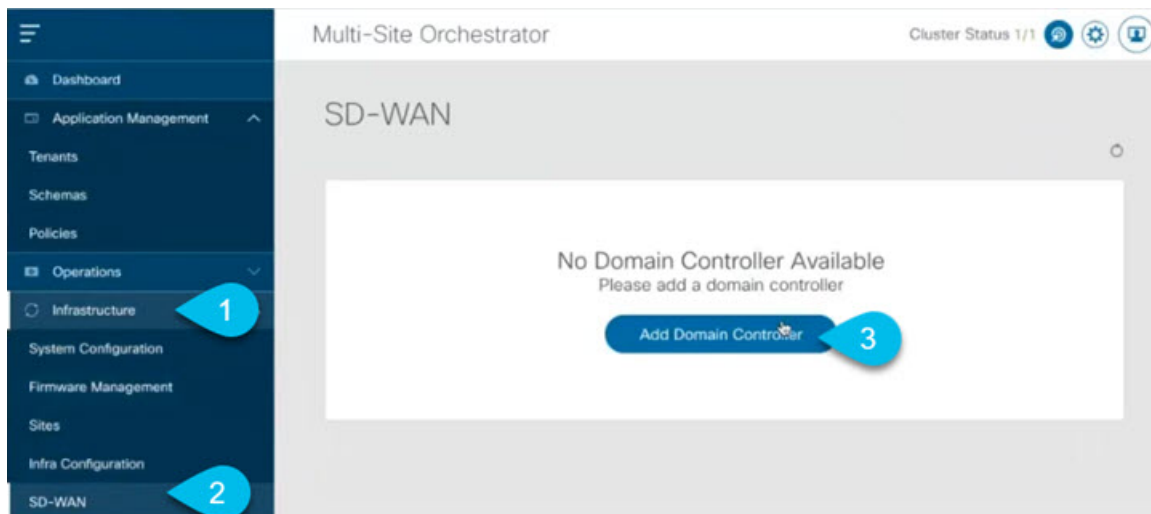 Multi-Site Orchestrator
Cluster Status 1/1
Dashboard
Application Management
Tenants
Schemas
Policies
Operations
Infrastructure
1
System Configuration
Firmware Management
Sites
Infra Configuration
SD-WAN
2
SD-WAN
No Domain Controller Available
Please add a domain controller
Add Domain Controller
3